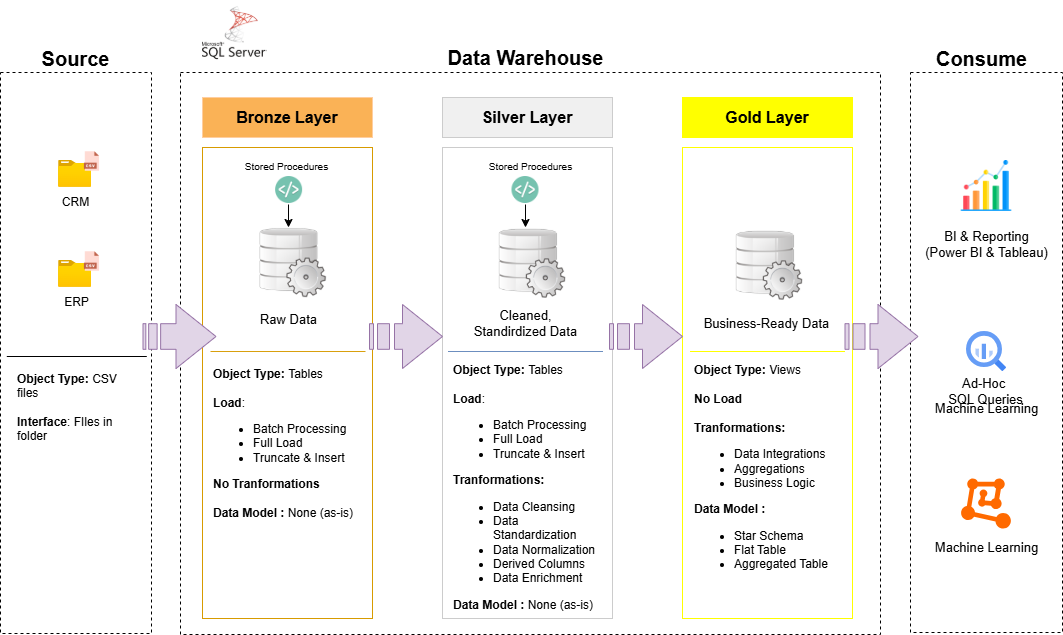 Microsoft
SQL Server
Source
Data Warehouse
Consume
CSV
CRM
CSV
ERP
Object Type: CSV
files
Interface: FIles in
folder
Bronze Layer
Stored Procedures
</>
Raw Data
Object Type: Tables
Load:
Batch Processing
Full Load
Truncate & Insert
No Tranformations
Data Model : None (as-is)
Silver Layer
Stored Procedures
</>
Cleaned,
Standirdized Data
Object Type: Tables
Load:
Batch Processing
Full Load
Truncate & Insert
Tranformations:
Data Cleansing
Data
Standardization
Data Normalization
Derived Columns
Data Enrichment
Data Model : None (as-is)
Gold Layer
Business-Ready Data
Object Type: Views
No Load
Tranformations:
Data Integrations
Aggregations
Business Logic
Data Model :
Star Schema
Flat Table
Aggregated Table
BI & Reporting
(Power BI & Tableau)
Ad-Hoc
SQL Queries
Machine Learning
Machine Learning